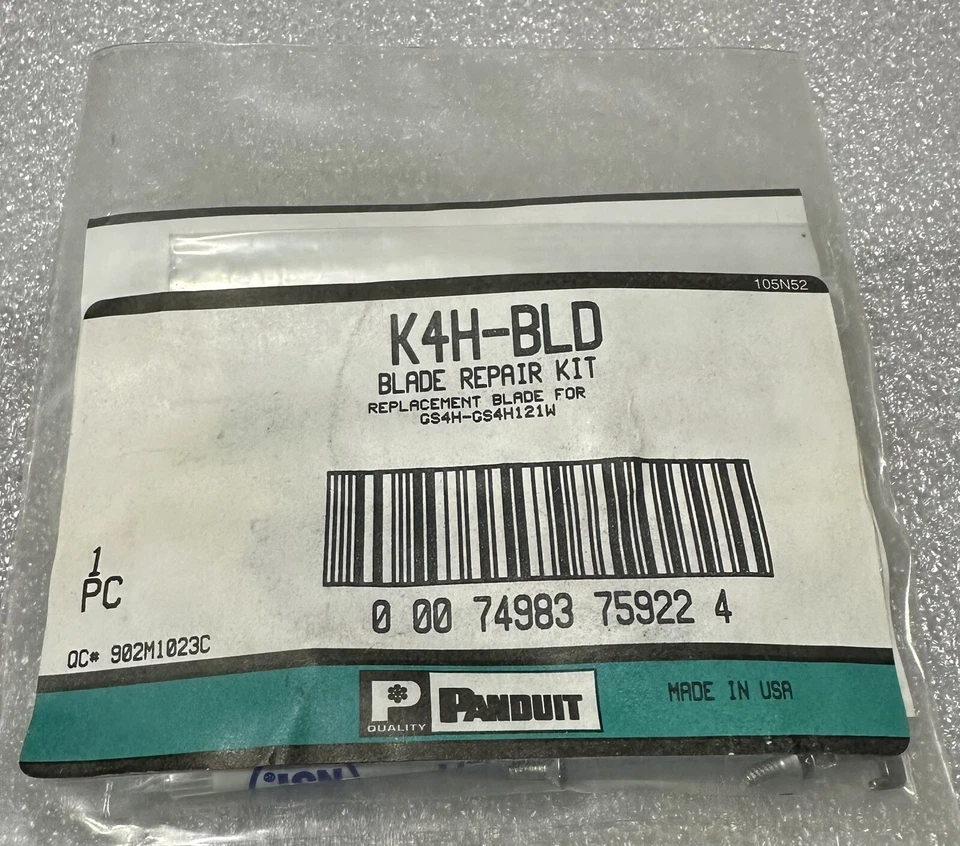 105N52
K4H-BLD
BLADE REPAIR KIT
REPLACEMENT BLADE FOR
GS4H-GS4H121W
1
PC
0 00 74983 75922 4
QC# 902M1023C
P
QUALITY
PANDUIT
MADE IN USA